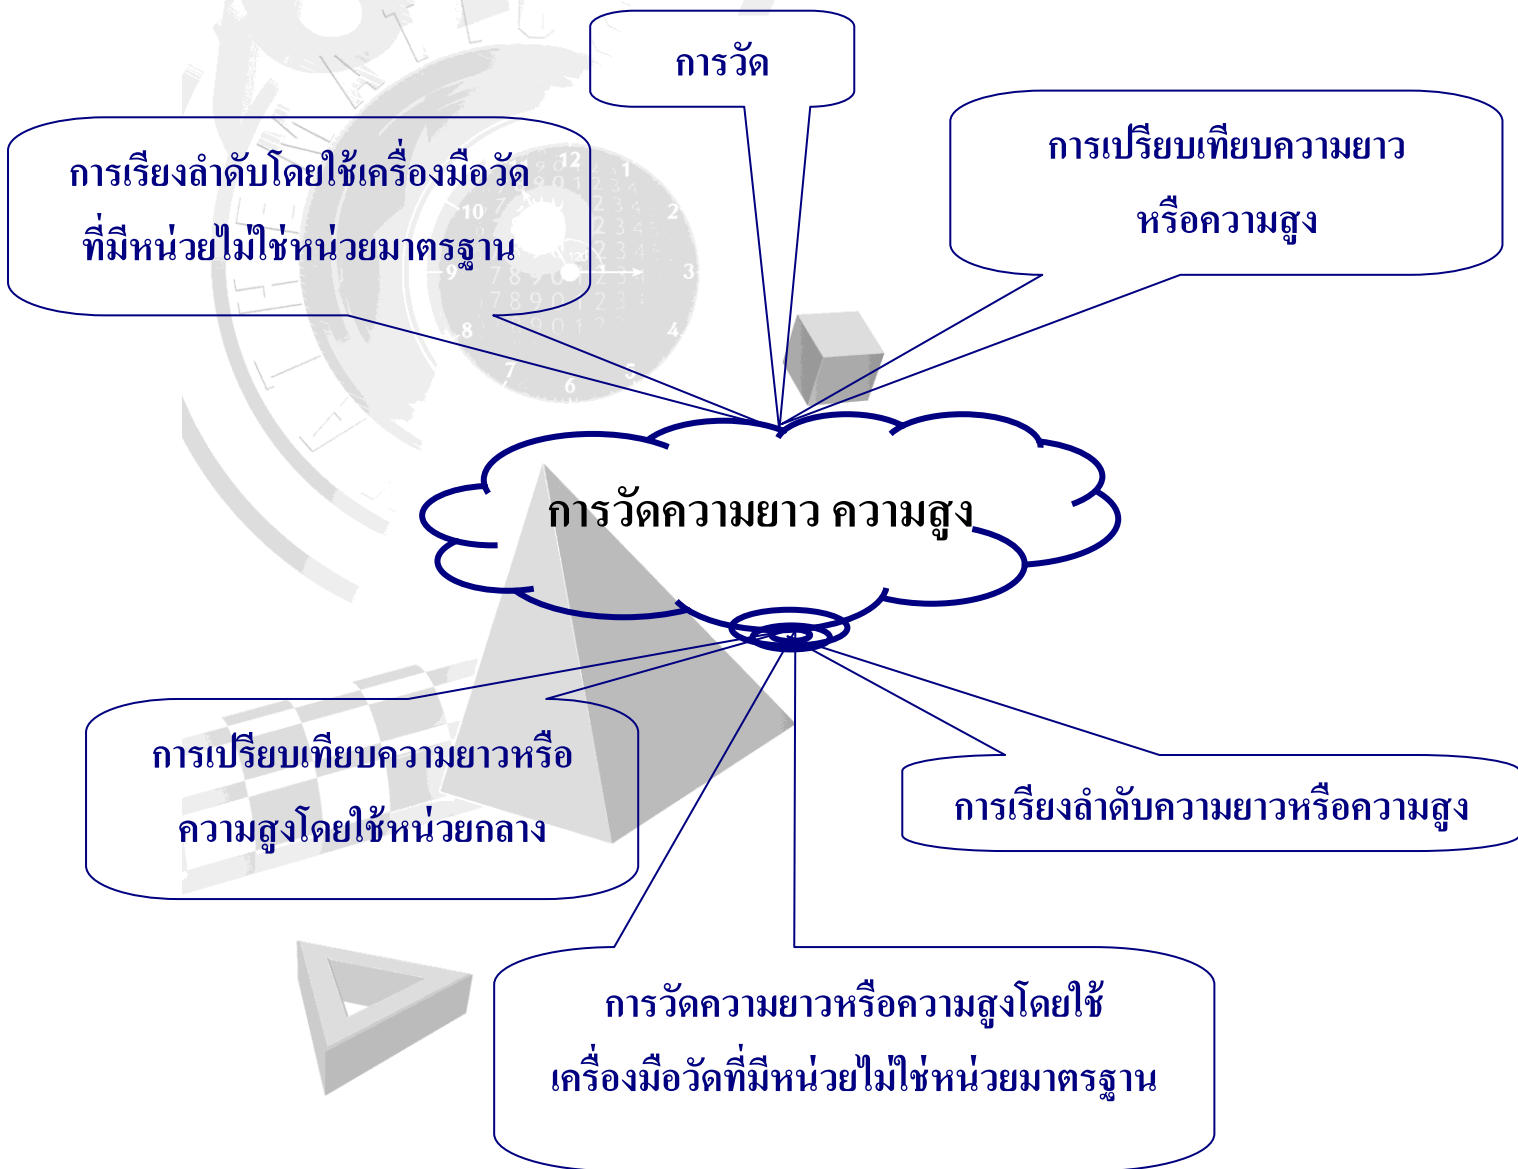 การวัด
การเปรียบเทียบความยาว
หรือความสูง
การเรียงลำดับโดยใช้เครื่องมือวัด
ที่มีหน่วยไม่ใช่หน่วยมาตรฐาน
การวัดความยาว ความสูง
การเปรียบเทียบความยาวหรือ
ความสูงโดยใช้หน่วยกลาง
การเรียงลำดับความยาวหรือความสูง
การวัดความยาวหรือความสูงโดยใช้
เครื่องมือวัดที่มีหน่วยไม่ใช่หน่วยมาตรฐาน